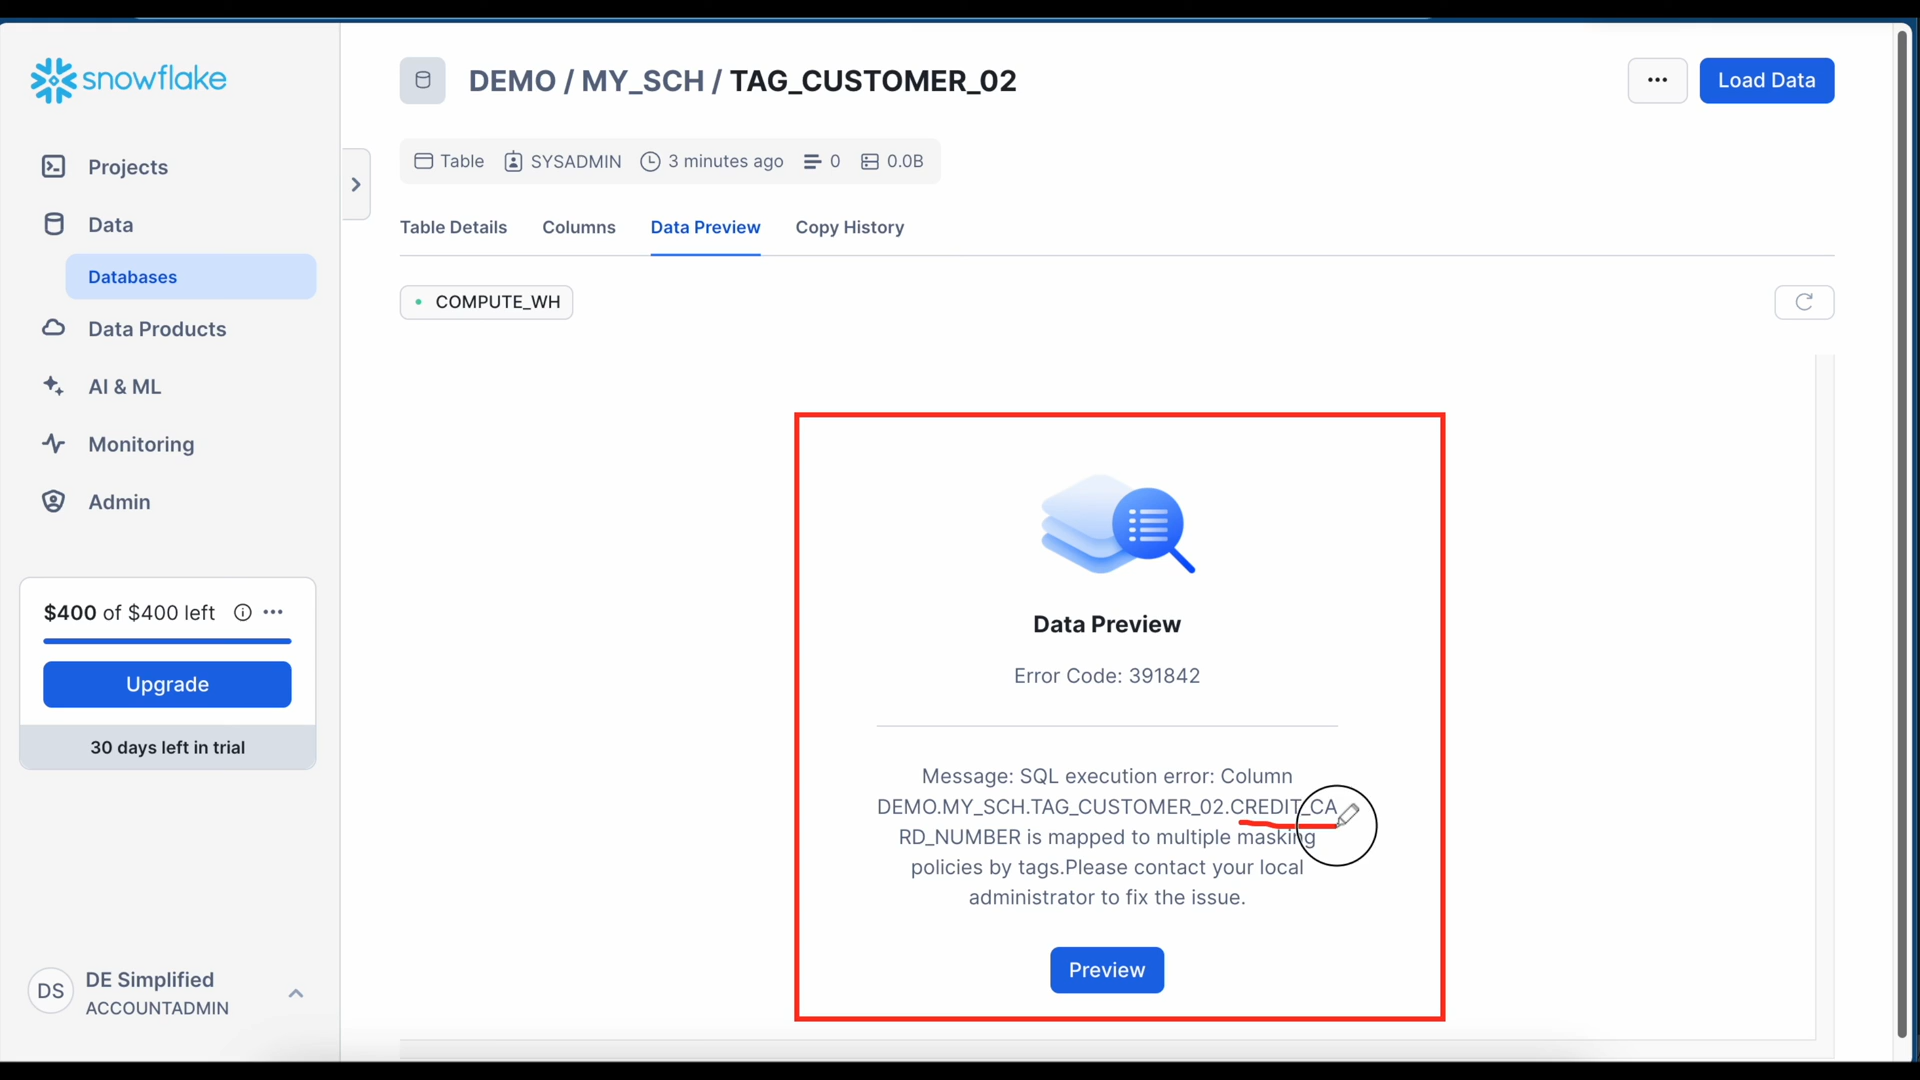 snowflake
DEMO / MY_SCH / TAG_CUSTOMER_02
...
Load Data
Table
SYSADMIN
3 minutes ago
0
0.0B
Projects
Data
Databases
Data Products
AI & ML
Monitoring
Admin
Table Details
Columns
Data Preview
Copy History
COMPUTE_WH
$400 of $400 left
Upgrade
30 days left in trial
Data Preview
Error Code: 391842
Message: SQL execution error: Column
DEMO.MY_SCH.TAG_CUSTOMER_02.CREDIT_CA
RD_NUMBER is mapped to multiple masking
policies by tags.Please contact your local
administrator to fix the issue.
Preview
DS
DE Simplified
ACCOUNTADMIN